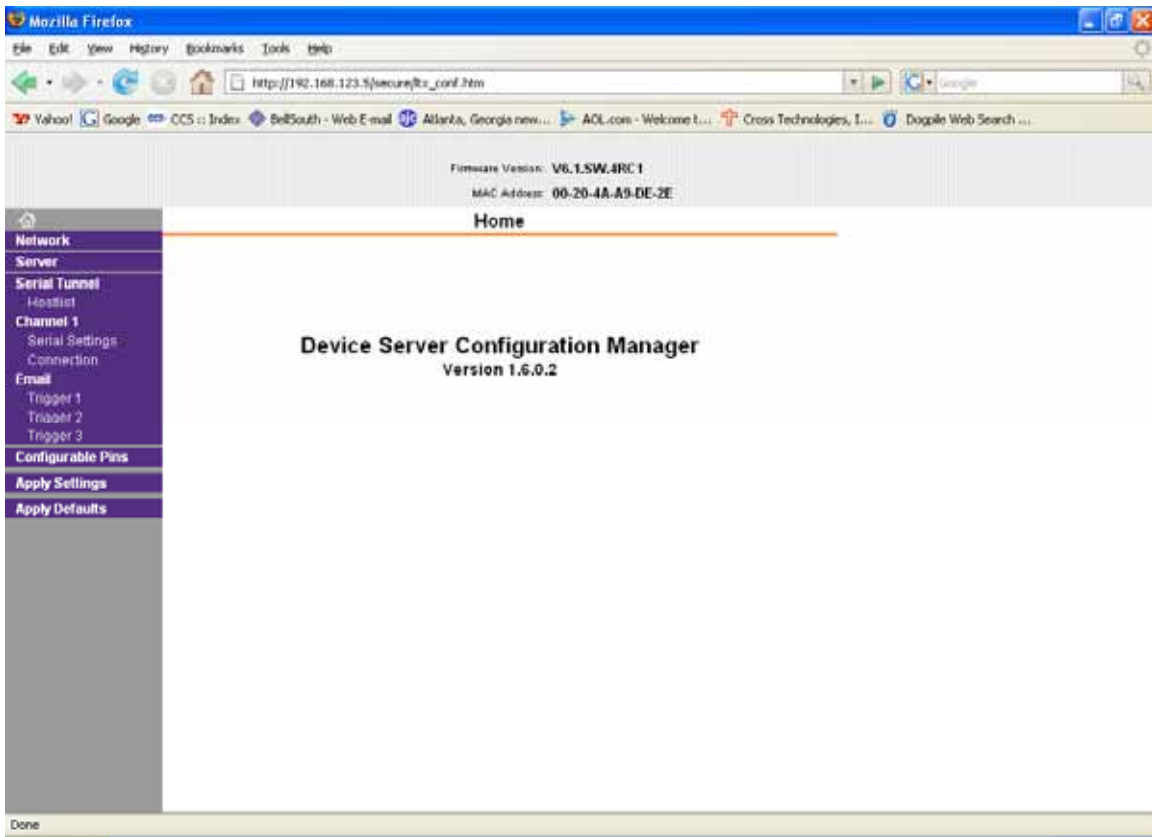 Mozilla Firefox
File Edit View History Bookmarks Tools Help
http://192.168.123.5/secure/ltx_conf.htm
Google
Yahoo! Google CCS :: Index BellSouth - Web E-mail Atlanta, Georgia new... AOL.com - Welcome t... Cross Technologies, I... Dogpile Web Search ...
Firmware Version: V6.1.SW.4RC1
MAC Address: 00-20-4A-A9-DE-2E
Home
Network
Server
Serial Tunnel
Hostlist
Channel 1
Serial Settings
Connection
Email
Trigger 1
Trigger 2
Trigger 3
Configurable Pins
Apply Settings
Apply Defaults
Device Server Configuration Manager
Version 1.6.0.2
Done